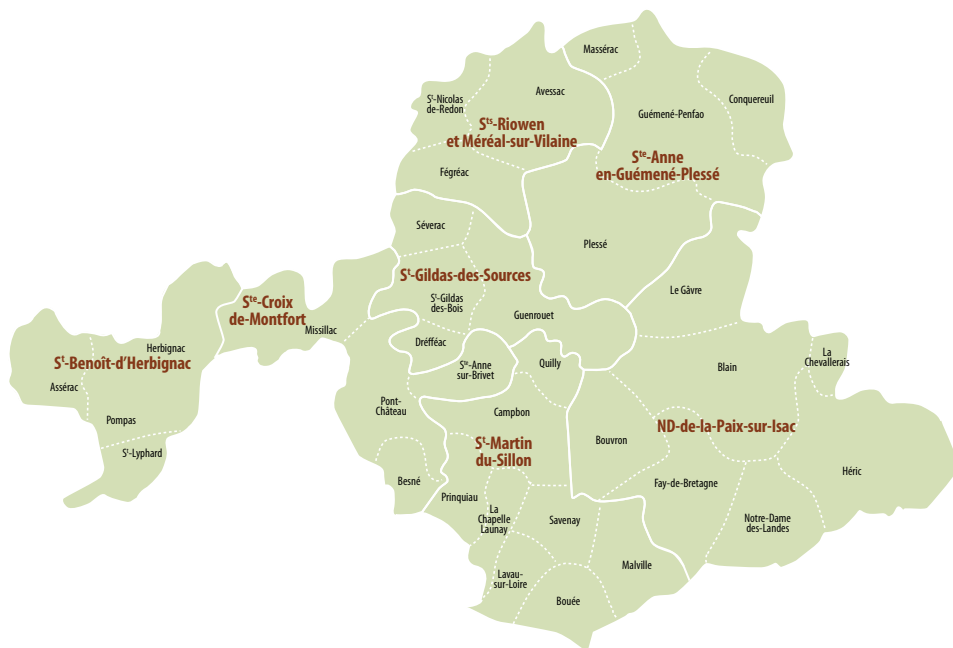 Massérac
Avessac
Sᵗ-Nicolas
de-Redon
Conquereuil
Guémené-Penfao
Sᵗˢ-Riowen
et Méréal-sur-Vilaine
Sᵗᵉ-Anne
en-Guémené-Plessé
Fégréac
Séverac
Plessé
Sᵗ-Gildas-des-Sources
Le Gâvre
Sᵗ-Gildas
des-Bois
Sᵗᵉ-Croix
de-Montfort
Guenrouet
Missillac
Dréfféac
Herbignac
Sᵗ-Benoît-d'Herbignac
Assérac
Sᵗᵉ-Anne
sur-Brivet
Quilly
Blain
La
Chevallerais
Pont-
Château
Campbon
Pompas
ND-de-la-Paix-sur-Isac
Bouvron
Sᵗ-Martin
du-Sillon
Sᵗ-Lyphard
Héric
Besné
Fay-de-Bretagne
Prinquiau
La
Chapelle
Launay
Savenay
Notre-Dame
des-Landes
Malville
Lavau-
sur-Loire
Bouée